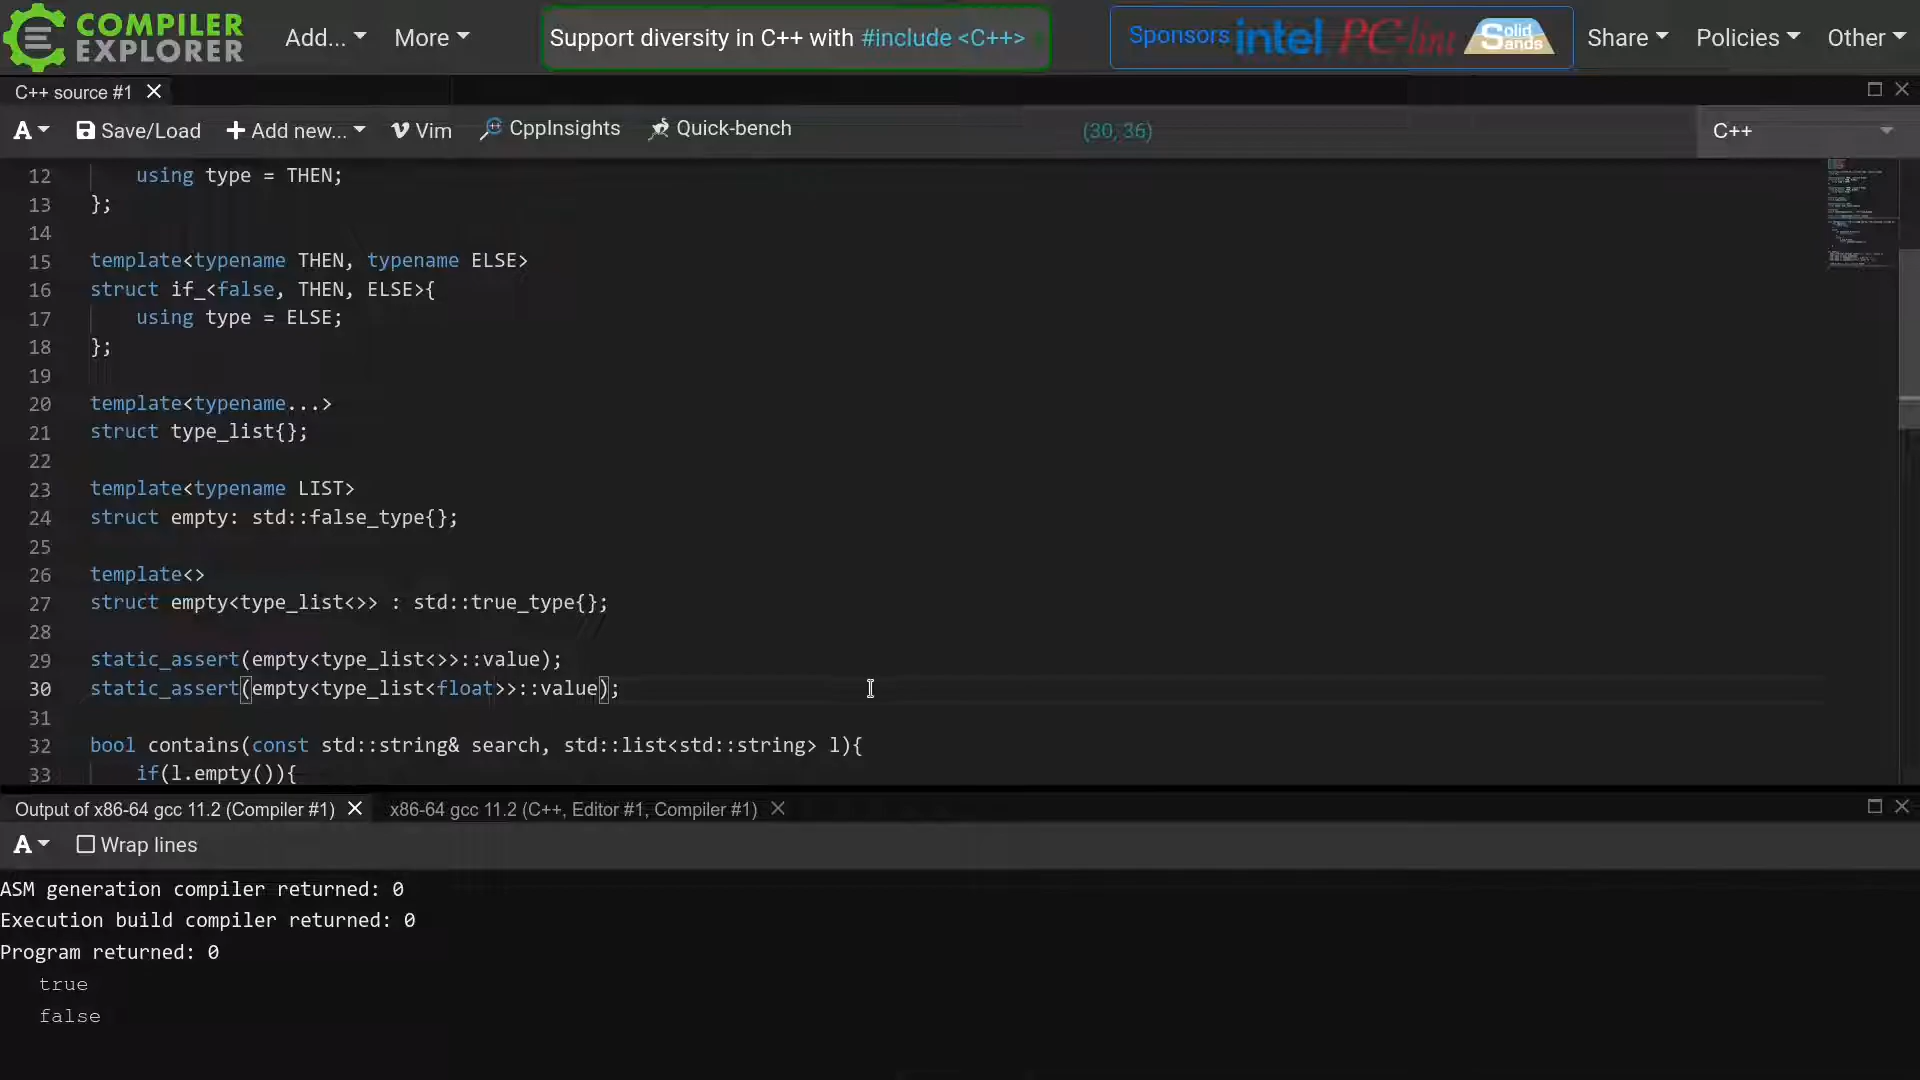 COMPILER
EXPLORER
Add...
More
Support diversity in C++ with #include <C++>
Sponsors intel PC-lint Solid Sands
Share
Policies
Other
C++ source #1
A
Save/Load
Add new...
Vim
CppInsights
Quick-bench
(30, 36)
C++
12 using type = THEN;
13 };
14
15 template<typename THEN, typename ELSE>
16 struct if_<false, THEN, ELSE>{
17 using type = ELSE;
18 };
19
20 template<typename...>
21 struct type_list{};
22
23 template<typename LIST>
24 struct empty: std::false_type{};
25
26 template<>
27 struct empty<type_list<>> : std::true_type{};
28
29 static_assert(empty<type_list<>>::value);
30 static_assert(empty<type_list<float>>::value);
31
32 bool contains(const std::string& search, std::list<std::string> l){
33 if(l.empty()){
Output of x86-64 gcc 11.2 (Compiler #1)
x86-64 gcc 11.2 (C++, Editor #1, Compiler #1)
A
Wrap lines
ASM generation compiler returned: 0
Execution build compiler returned: 0
Program returned: 0
true
false